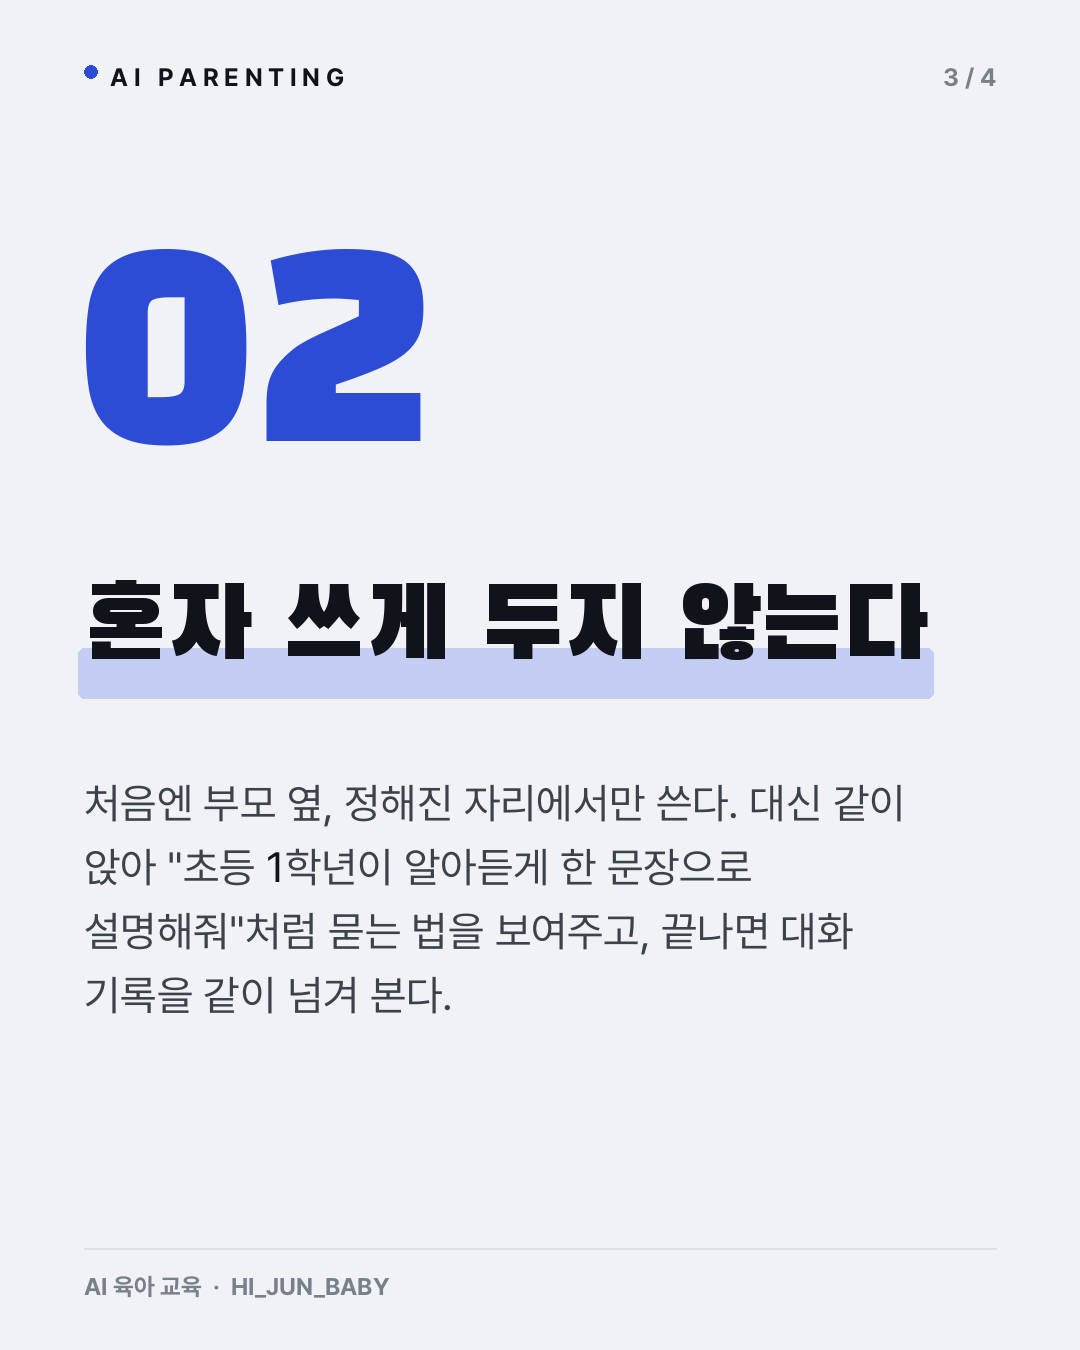 AI PARENTING
3 / 4
02
혼자 쓰게 두지 않는다
처음엔 부모 옆, 정해진 자리에서만 쓴다. 대신 같이
앉아 "초등 1학년이 알아듣게 한 문장으로
설명해줘"처럼 묻는 법을 보여주고, 끝나면 대화
기록을 같이 넘겨 본다.
AI 육아 교육 · HI_JUN_BABY